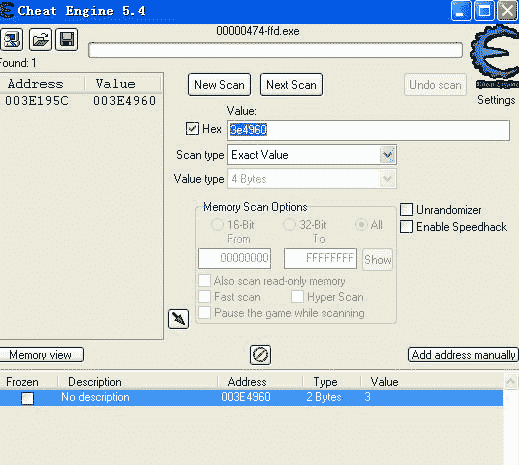 Cheat Engine 5.4
00000474-ffd.exe
Found: 1
Address Value
003E195C 003E4960
New Scan Next Scan Undo scan
Settings
Value:
Hex 3e4960
Scan type Exact Value
Value type 4 Bytes
Memory Scan Options
16-Bit 32-Bit All
From To
00000000 FFFFFFFF Show
Also scan read-only memory
Fast scan Hyper Scan
Pause the game while scanning
Unrandomizer
Enable Speedhack
Memory view Add address manually
Frozen Description Address Type Value
No description 003E4960 2 Bytes 3